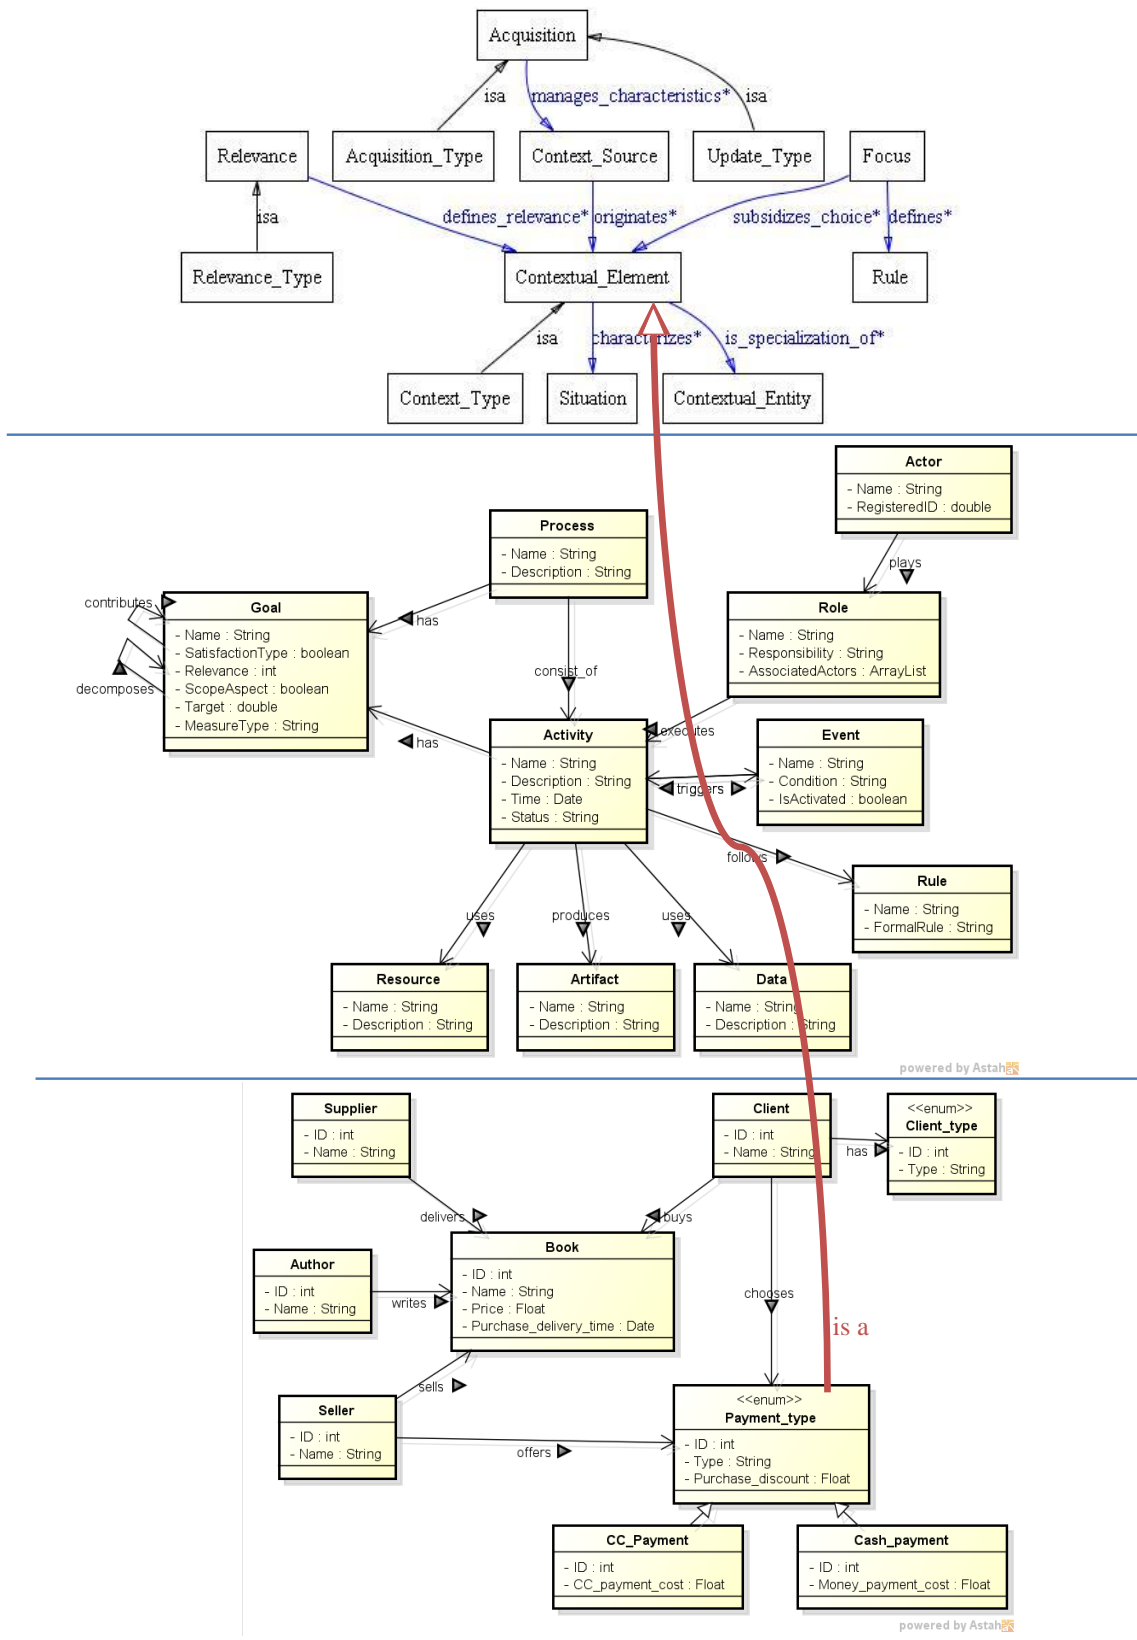 Acquisition
isa
manages_characteristics*
isa
Relevance
Acquisition_Type
Context_Source
Update_Type
Focus
isa
defines_relevance*
originates*
subsidizes_choice*
defines*
Relevance_Type
Contextual_Element
Rule
isa
characterizes*
is_specialization_of*
Context_Type
Situation
Contextual_Entity
Actor
- Name : String
- RegisteredID : double
plays
Process
- Name : String
- Description : String
contributes
decomposes
Goal
- Name : String
- SatisfactionType : boolean
- Relevance : int
- ScopeAspect : boolean
- Target : double
- MeasureType : String
has
has
consist_of
Role
- Name : String
- Responsibility : String
- AssociatedActors : ArrayList
executes
Activity
- Name : String
- Description : String
- Time : Date
- Status : String
triggers
Event
- Name : String
- Condition : String
- IsActivated : boolean
follows
Rule
- Name : String
- FormalRule : String
uses
produces
uses
Resource
- Name : String
- Description : String
Artifact
- Name : String
- Description : String
Data
- Name : String
- Description : String
powered by Astah
Supplier
- ID : int
- Name : String
Client
- ID : int
- Name : String
has
<<enum>>
Client_type
- ID : int
- Type : String
delivers
buys
Author
- ID : int
- Name : String
writes
Book
- ID : int
- Name : String
- Price : Float
- Purchase_delivery_time : Date
chooses
is a
sells
Seller
- ID : int
- Name : String
offers
<<enum>>
Payment_type
- ID : int
- Type : String
- Purchase_discount : Float
CC_Payment
- ID : int
- CC_payment_cost : Float
Cash_payment
- ID : int
- Money_payment_cost : Float
powered by Astah